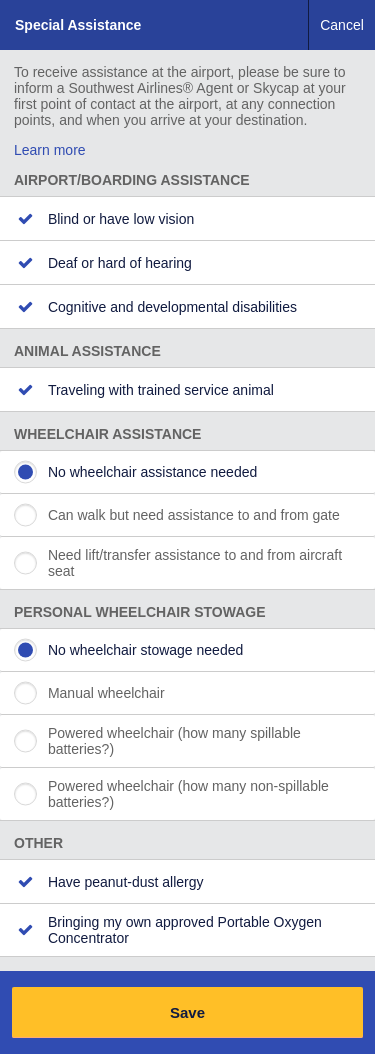 Special Assistance
Cancel
To receive assistance at the airport, please be sure to
inform a Southwest Airlines® Agent or Skycap at your
first point of contact at the airport, at any connection
points, and when you arrive at your destination.
Learn more
AIRPORT/BOARDING ASSISTANCE
Blind or have low vision
Deaf or hard of hearing
Cognitive and developmental disabilities
ANIMAL ASSISTANCE
Traveling with trained service animal
WHEELCHAIR ASSISTANCE
No wheelchair assistance needed
Can walk but need assistance to and from gate
Need lift/transfer assistance to and from aircraft
seat
PERSONAL WHEELCHAIR STOWAGE
No wheelchair stowage needed
Manual wheelchair
Powered wheelchair (how many spillable
batteries?)
Powered wheelchair (how many non-spillable
batteries?)
OTHER
Have peanut-dust allergy
Bringing my own approved Portable Oxygen
Concentrator
Save